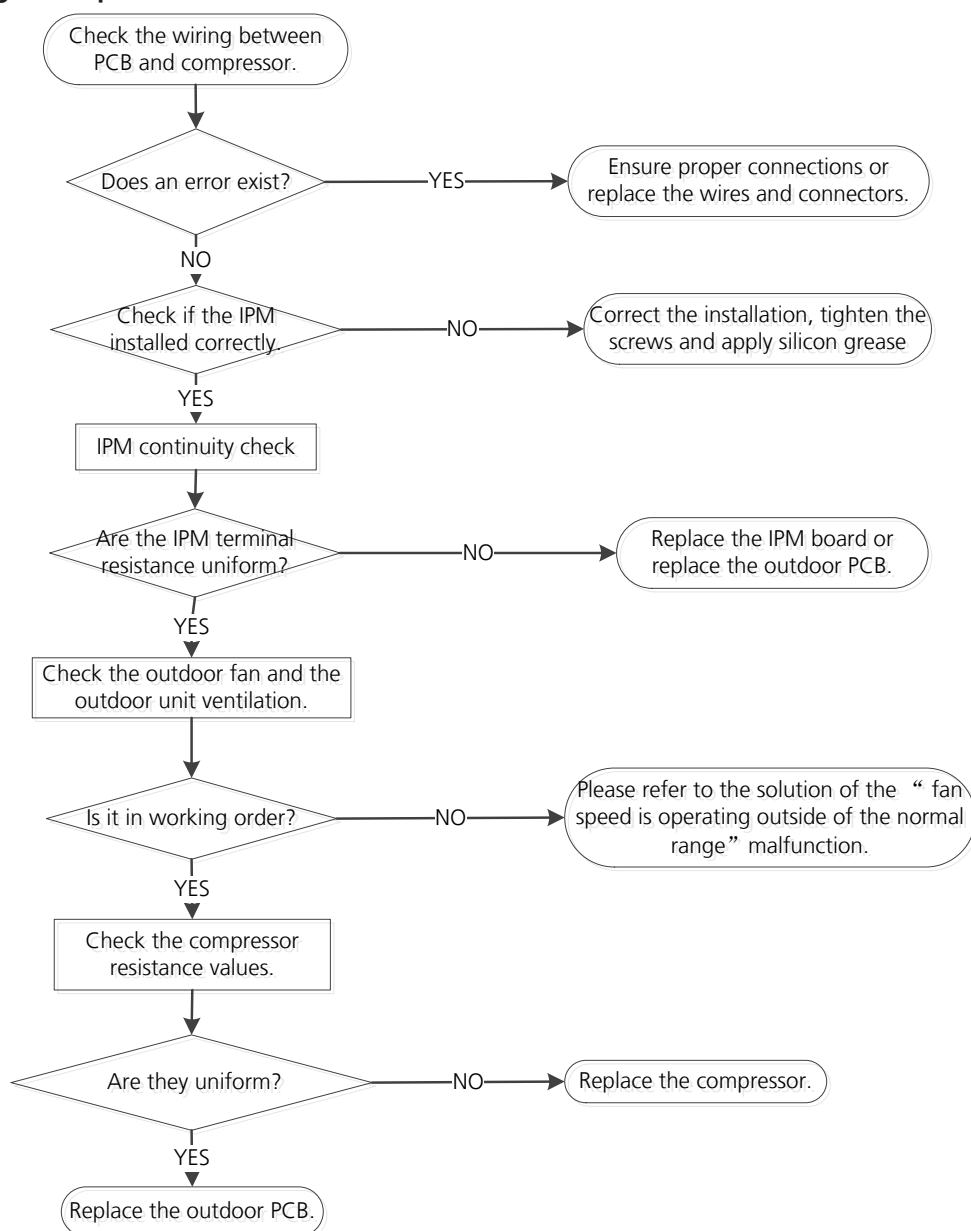 Check the wiring between
PCB and compressor.
Does an error exist?
YES
Ensure proper connections or
replace the wires and connectors.
NO
Check if the IPM
installed correctly.
NO
Correct the installation, tighten the
screws and apply silicon grease
YES
IPM continuity check
Are the IPM terminal
resistance uniform?
NO
Replace the IPM board or
replace the outdoor PCB.
YES
Check the outdoor fan and the
outdoor unit ventilation.
Is it in working order?
NO
Please refer to the solution of the “ fan
speed is operating outside of the normal
range” malfunction.
YES
Check the compressor
resistance values.
Are they uniform?
NO
Replace the compressor.
YES
Replace the outdoor PCB.